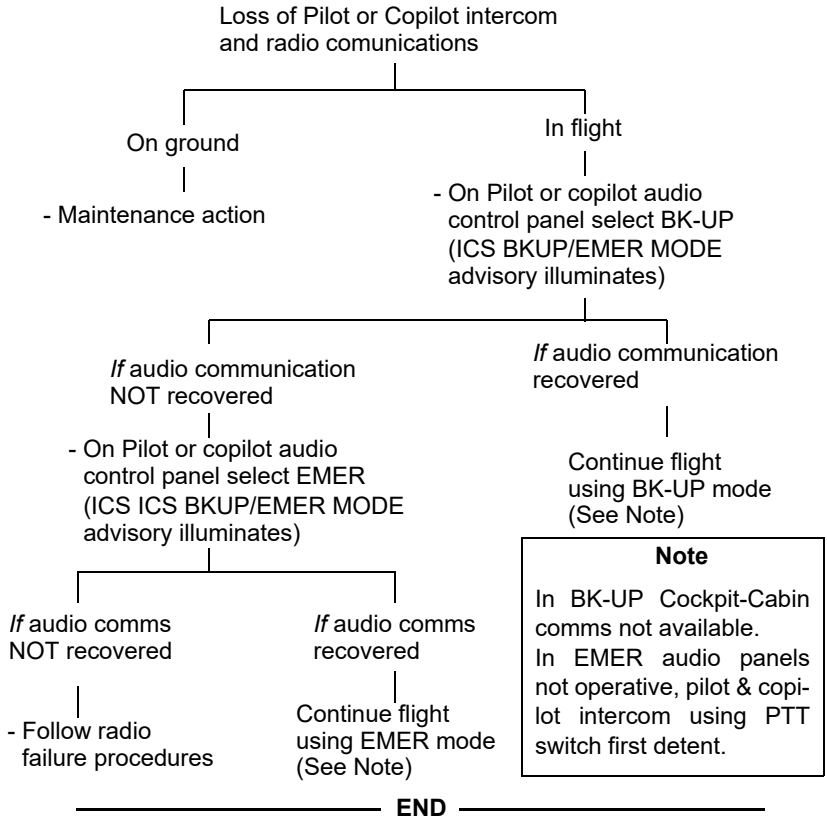 Loss of Pilot or Copilot intercom
and radio comunications
On ground
- Maintenance action
In flight
- On Pilot or copilot audio
control panel select BK-UP
(ICS BKUP/EMER MODE
advisory illuminates)
If audio communication
NOT recovered
- On Pilot or copilot audio
control panel select EMER
(ICS ICS BKUP/EMER MODE
advisory illuminates)
If audio comms
NOT recovered
- Follow radio
failure procedures
If audio comms
recovered
Continue flight
using EMER mode
(See Note)
If audio communication
recovered
Continue flight
using BK-UP mode
(See Note)
Note
In BK-UP Cockpit-Cabin
comms not available.
In EMER audio panels
not operative, pilot & copi-
lot intercom using PTT
switch first detent.
END